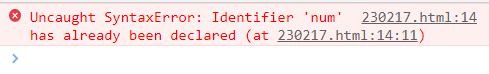 Uncaught SyntaxError: Identifier 'num' 230217.html:14
has already been declared (at 230217.html:14:11)